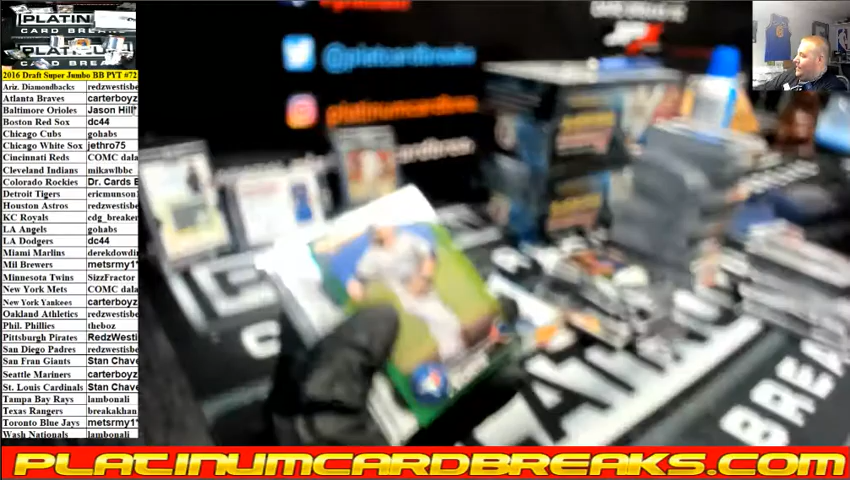 PLATIN
CARD BREAKS
PLATINUM
CARD BREAKS
@platcardbreaks
platinumcardbreaks
2016 Draft Super Jumbo BB PYT #72
Ariz. Diamondbacks redzwestisbe
Atlanta Braves carterboyz
Baltimore Orioles Jason Hill
Boston Red Sox dc44
Chicago Cubs gohabs
Chicago White Sox jethro75
Cincinnati Reds COMC dala
Cleveland Indians mikawlbbc
Colorado Rockies Dr. Cards B
Detroit Tigers ericmunson
Houston Astros redzwestisbe
KC Royals cdg_breaker
LA Angels gohabs
LA Dodgers dc44
Miami Marlins derekdowdin
Mil Brewers metsrmy1*
Minnesota Twins SizzFractor
New York Mets COMC dala
New York Yankees carterboyz
Oakland Athletics redzwestisbe
Phil. Phillies theboz
Pittsburgh Pirates RedzWesti
San Diego Padres redzwestisbe
San Fran Giants Stan Chave
Seattle Mariners carterboyz
St. Louis Cardinals Stan Chave
Tampa Bay Rays lambonali
Texas Rangers breakakhan
Toronto Blue Jays metsrmy1*
Wash Nationals lambonali
BREA
PLATINUMCARDBREAKS.COM